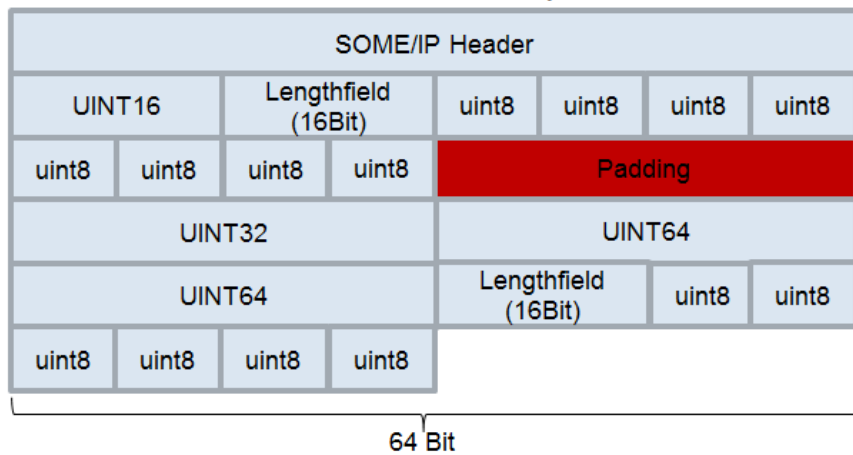 SOME/IP Header
UINT16 Lengthfield uint8 uint8 uint8 uint8
(16Bit)
uint8 uint8 uint8 uint8 Padding
UINT32 UINT64
UINT64 Lengthfield uint8 uint8
(16Bit)
uint8 uint8 uint8 uint8
64 Bit